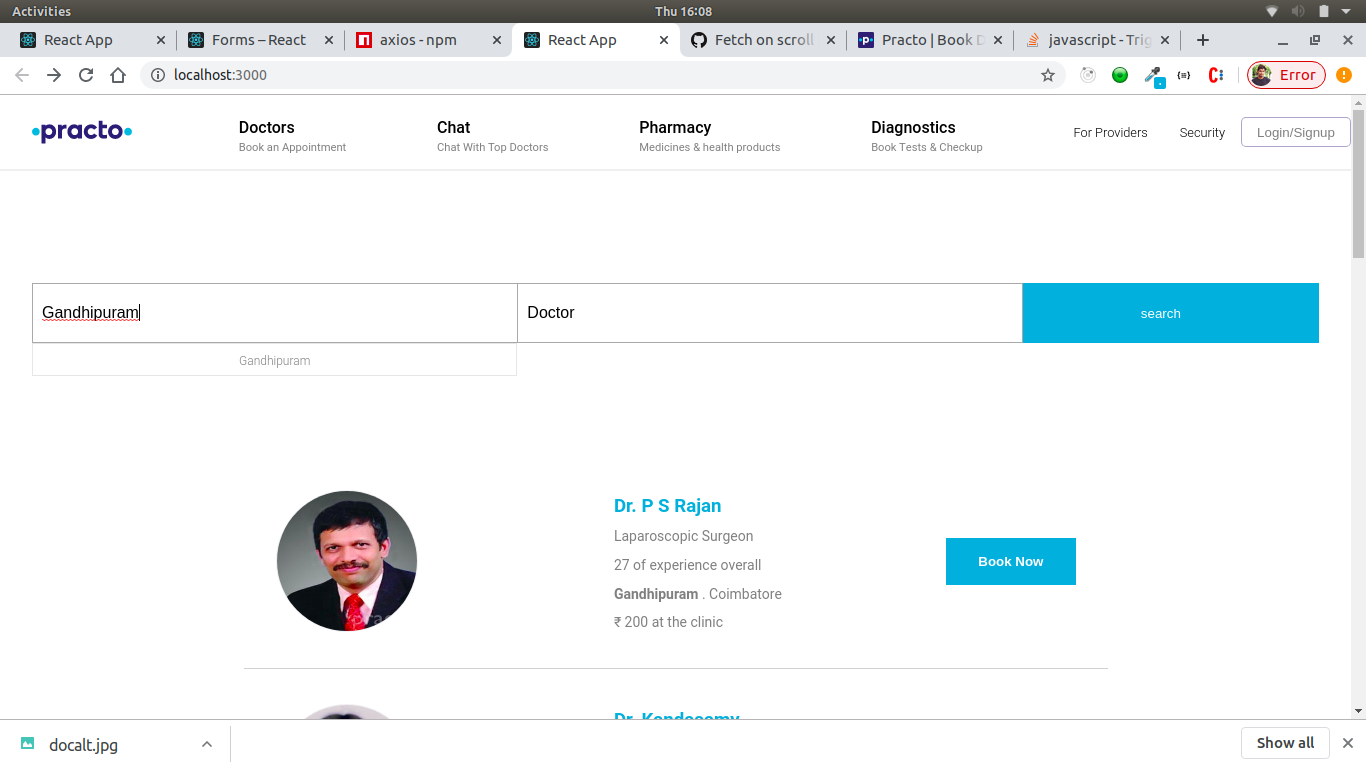 Activities
Thu 16:08
React App
Forms – React
axios - npm
React App
Fetch on scroll
Practo | Book D
javascript - Trig
localhost:3000
Error
practo
Doctors
Book an Appointment
Chat
Chat With Top Doctors
Pharmacy
Medicines & health products
Diagnostics
Book Tests & Checkup
For Providers
Security
Login/Signup
Gandhipuram
Doctor
search
Gandhipuram
Dr. P S Rajan
Laparoscopic Surgeon
27 of experience overall
Gandhipuram . Coimbatore
₹ 200 at the clinic
Book Now
Dr. Kandasamy
docalt.jpg
Show all